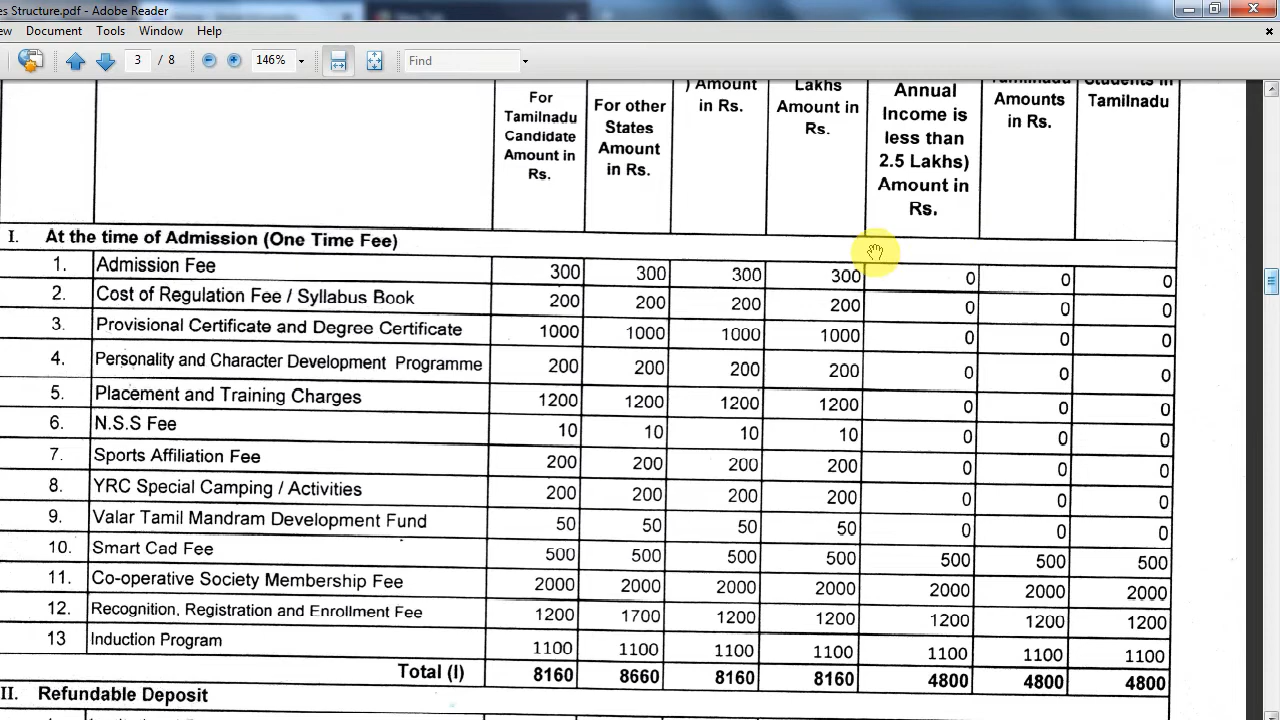 es Structure.pdf - Adobe Reader
ew Document Tools Window Help
3 / 8 146% Find
For Tamilnadu Candidate Amount in Rs.
For other States Amount in Rs.
) Amount in Rs.
Lakhs Amount in Rs.
Annual Income is less than 2.5 Lakhs) Amount in Rs.
Amounts in Rs.
Students in Tamilnadu
I. At the time of Admission (One Time Fee)
1. Admission Fee 300 300 300 300 0 0 0
2. Cost of Regulation Fee / Syllabus Book 200 200 200 200 0 0 0
3. Provisional Certificate and Degree Certificate 1000 1000 1000 1000 0 0 0
4. Personality and Character Development Programme 200 200 200 200 0 0 0
5. Placement and Training Charges 1200 1200 1200 1200 0 0 0
6. N.S.S Fee 10 10 10 10 0 0 0
7. Sports Affiliation Fee 200 200 200 200 0 0 0
8. YRC Special Camping / Activities 200 200 200 200 0 0 0
9. Valar Tamil Mandram Development Fund 50 50 50 50 0 0 0
10. Smart Cad Fee 500 500 500 500 500 500 500
11. Co-operative Society Membership Fee 2000 2000 2000 2000 2000 2000 2000
12. Recognition, Registration and Enrollment Fee 1200 1700 1200 1200 1200 1200 1200
13 Induction Program 1100 1100 1100 1100 1100 1100 1100
Total (I) 8160 8660 8160 8160 4800 4800 4800
II. Refundable Deposit